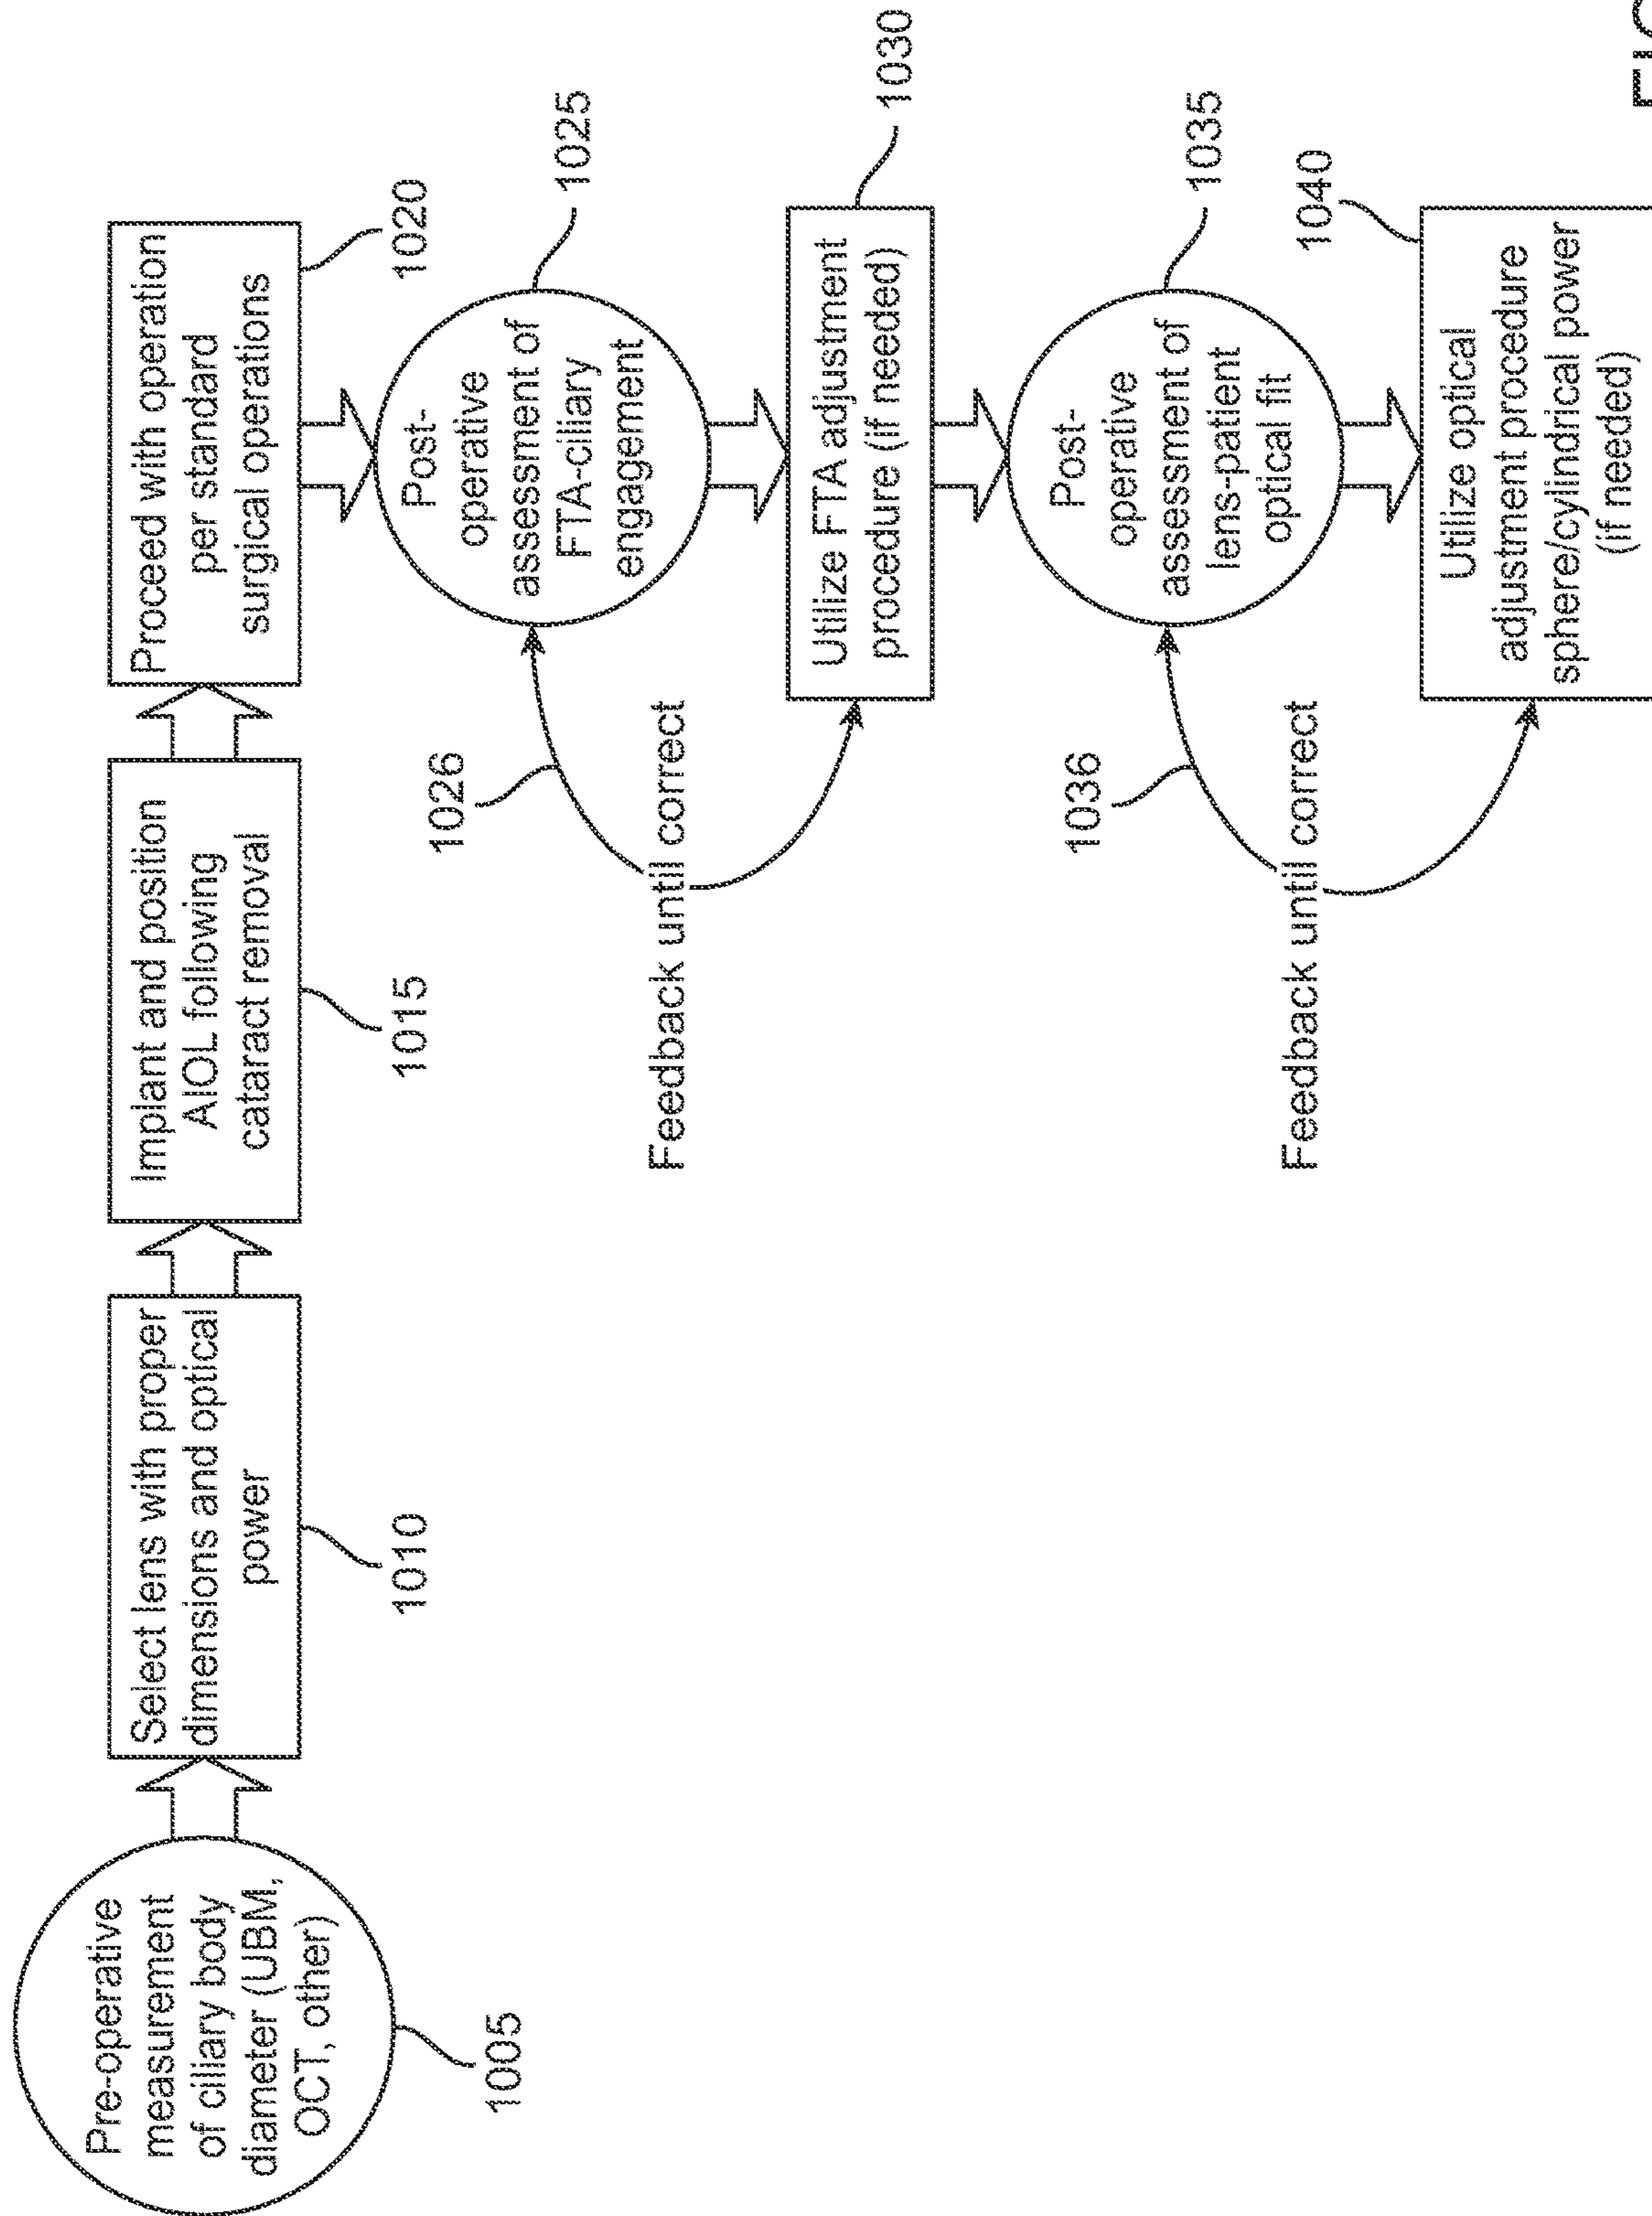 Pre-operative
measurement
of ciliary body
diameter (UBM,
OCT, other)
1005
Select lens with proper
dimensions and optical
power
1010
Implant and position
AIOL following
cataract removal
1015
Proceed with operation
per standard
surgical operations
1020
Post-
operative
assessment of
FTA-ciliary
engagement
1025
1026
Feedback until correct
Utilize FTA adjustment
procedure (if needed)
1030
Post-
operative
assessment of
lens-patient
optical fit
1035
1036
Feedback until correct
Utilize optical
adjustment procedure
sphere/cylindrical power
(if needed)
1040